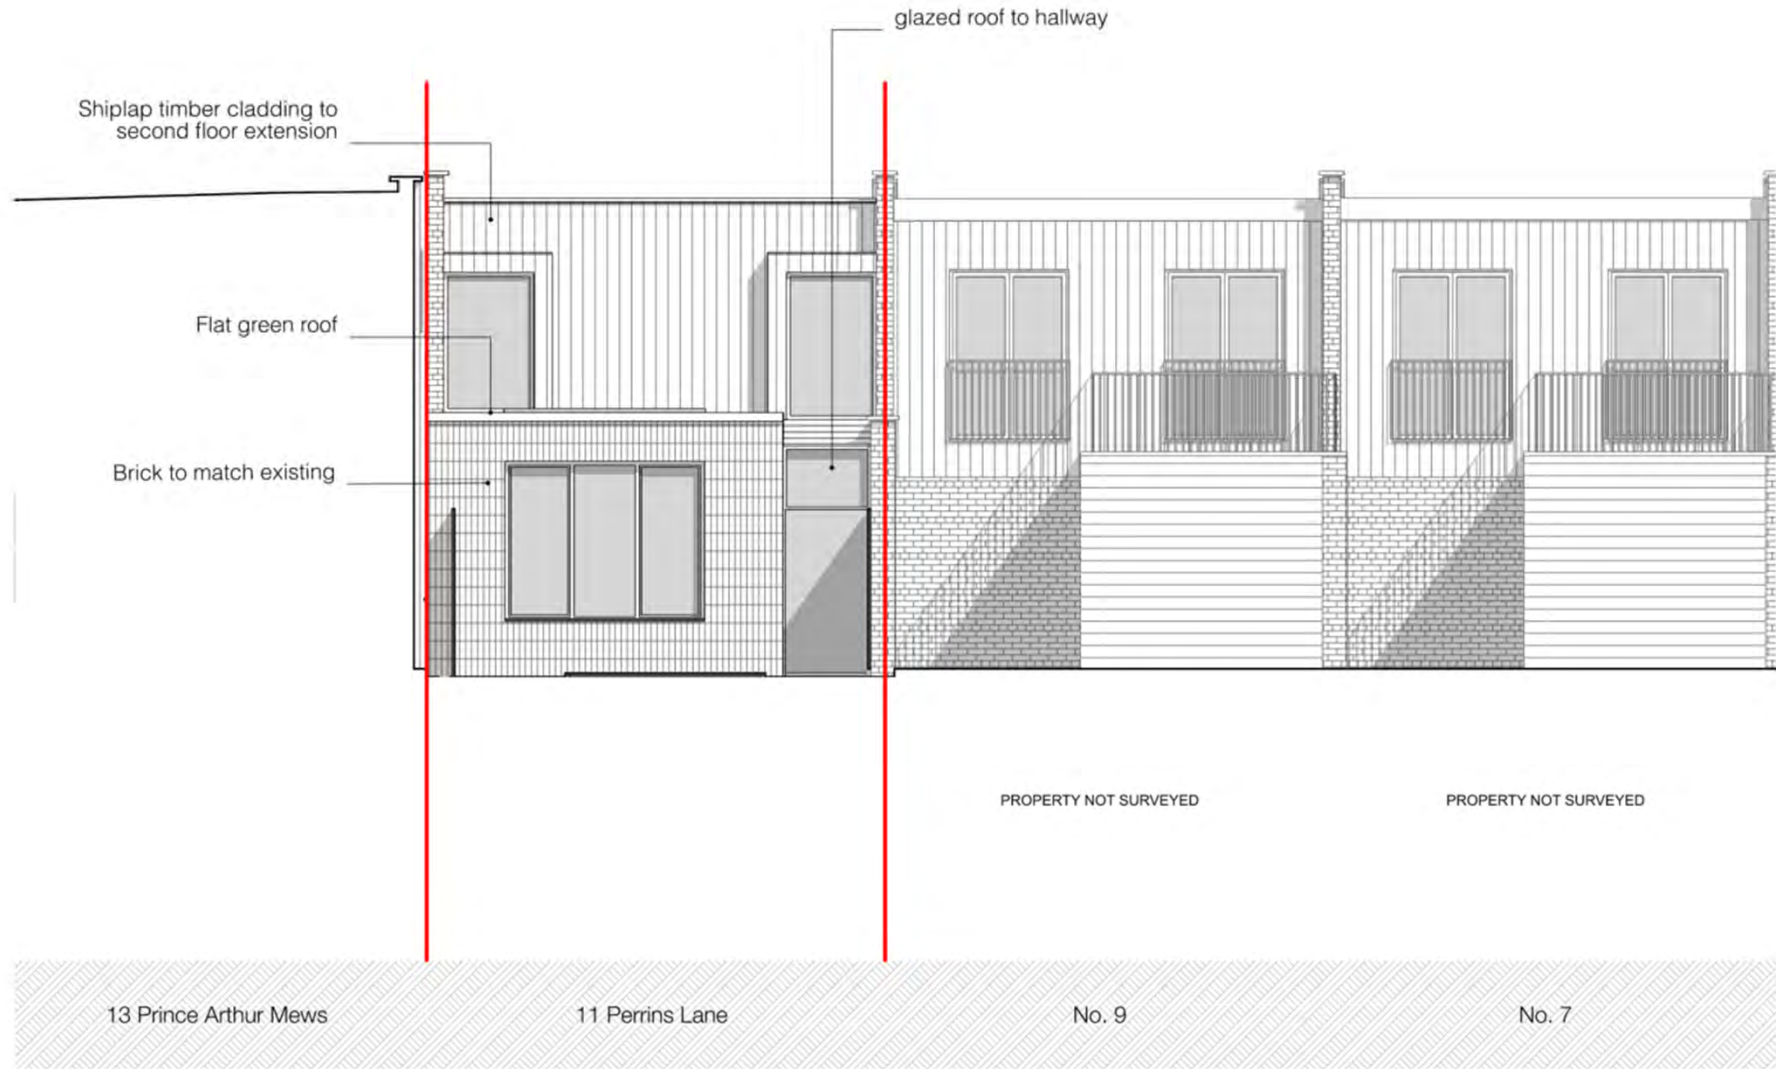 glazed roof to hallway
Shiplap timber cladding to
second floor extension
Flat green roof
Brick to match existing
PROPERTY NOT SURVEYED
PROPERTY NOT SURVEYED
13 Prince Arthur Mews
11 Perrins Lane
No. 9
No. 7